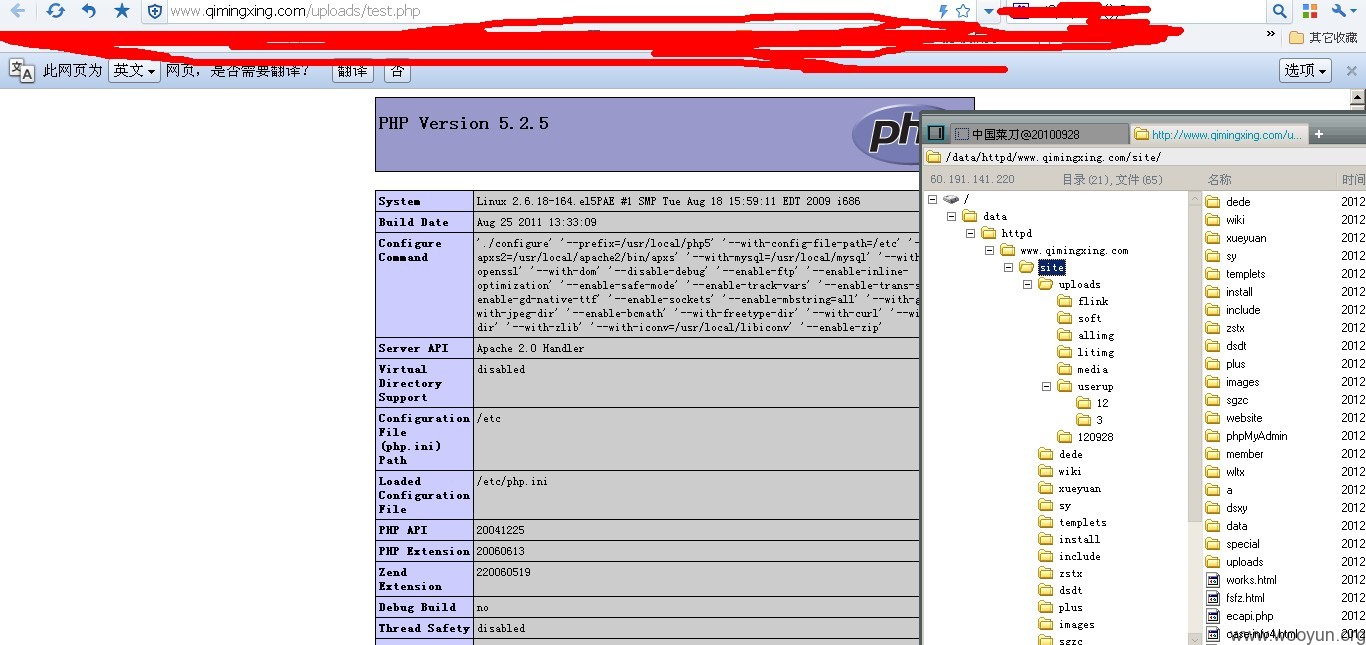 www.qimingxing.com/uploads/test.php
其它收藏
此网页为 英文 网页，是否需要翻译？ 翻译 否 选项
PHP Version 5.2.5
System Linux 2.6.18-164.el5PAE #1 SMP Tue Aug 18 15:59:11 EDT 2009 i686
Build Date Aug 25 2011 13:33:09
Configure Command
'./configure' '--prefix=/usr/local/php5' '--with-config-file-path=/etc' '-
apxs2=/usr/local/apache2/bin/apxs' '--with-mysql=/usr/local/mysql' '--with
openssl' '--with-dom' '--disable-debug' '--enable-ftp' '--enable-inline-
optimization' '--enable-safe-mode' '--enable-track-vars' '--enable-trans-s
enable-gd-native-ttf' '--enable-sockets' '--enable-mbstring=all' '--with-g
with-jpeg-dir' '--enable-bcmath' '--with-freetype-dir' '--with-curl' '--wi
dir' '--with-zlib' '--with-iconv=/usr/local/libiconv' '--enable-zip'
Server API Apache 2.0 Handler
Virtual Directory Support disabled
Configuration File (php.ini) Path /etc
Loaded Configuration File /etc/php.ini
PHP API 20041225
PHP Extension 20060613
Zend Extension 220060519
Debug Build no
Thread Safety disabled
中国菜刀@20100928 http://www.qimingxing.com/u...
/data/httpd/www.qimingxing.com/site/
60.191.141.220 目录(21),文件(65) 名称 时间
/
data
httpd
www.qimingxing.com
site
uploads
flink
soft
allimg
litimg
media
userup
12
3
120928
dede
wiki
xueyuan
sy
templets
install
include
zstx
dsdt
plus
images
sgzc
dede 2012
wiki 2012
xueyuan 2012
sy 2012
templets 2012
install 2012
include 2012
zstx 2012
dsdt 2012
plus 2012
images 2012
sgzc 2012
website 2012
phpMyAdmin 2012
member 2012
wltx 2012
a 2012
dsxy 2012
data 2012
special 2012
uploads 2012
works.html 2012
fsfz.html 2012
ecapi.php 2012
caseinfo4.html 2012
www.wooyun.org